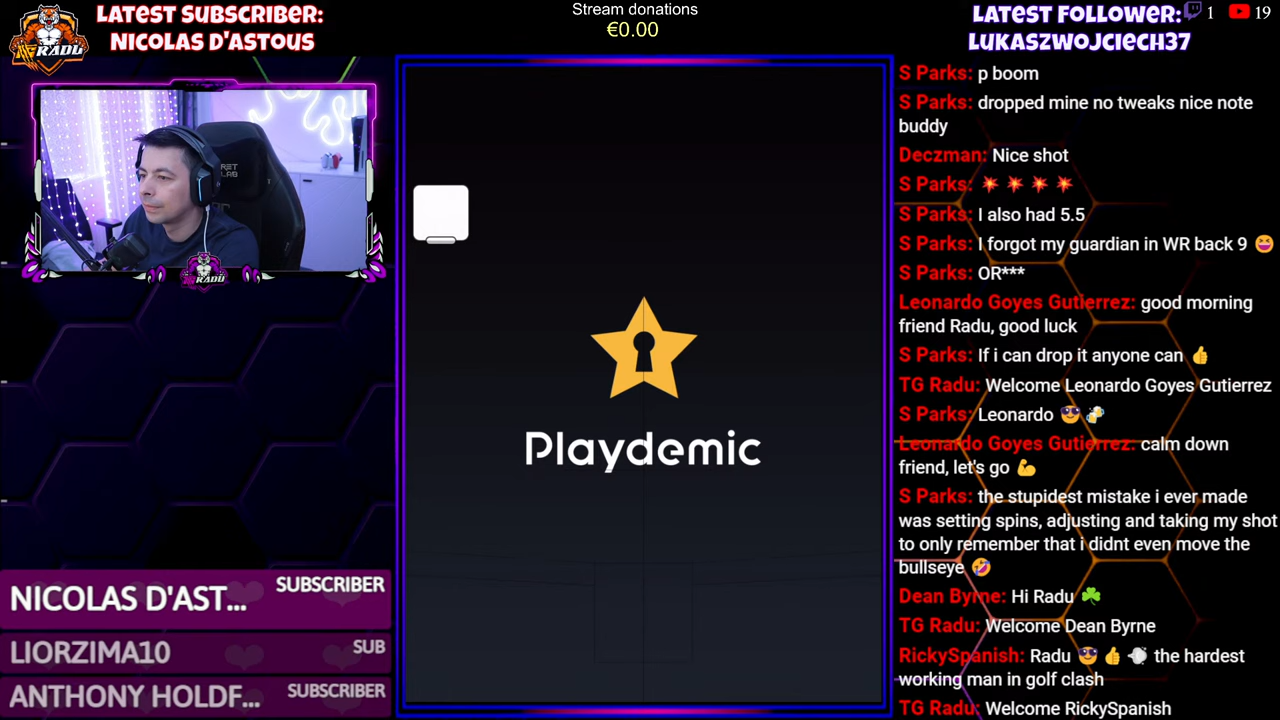 LATEST SUBSCRIBER:
NICOLAS D'ASTOUS
RADU
Stream donations
€0.00
LATEST FOLLOWER:
1
19
LUKASZWOJCIECH37
Playdemic
RADU
NICOLAS D'AST...
SUBSCRIBER
LIORZIMA10
SUB
ANTHONY HOLDF...
SUBSCRIBER
S Parks: p boom
S Parks: dropped mine no tweaks nice note
buddy
Deczman: Nice shot
S Parks: 💥 💥 💥 💥
S Parks: I also had 5.5
S Parks: I forgot my guardian in WR back 9 😆
S Parks: OR***
Leonardo Goyes Gutierrez: good morning
friend Radu, good luck
S Parks: If i can drop it anyone can 👍
TG Radu: Welcome Leonardo Goyes Gutierrez
S Parks: Leonardo 😎 🍻
Leonardo Goyes Gutierrez: calm down
friend, let's go 💪
S Parks: the stupidest mistake i ever made
was setting spins, adjusting and taking my shot
to only remember that i didnt even move the
bullseye 🤣
Dean Byrne: Hi Radu ☘️
TG Radu: Welcome Dean Byrne
RickySpanish: Radu 😎 👍 💨 the hardest
working man in golf clash
TG Radu: Welcome RickySpanish